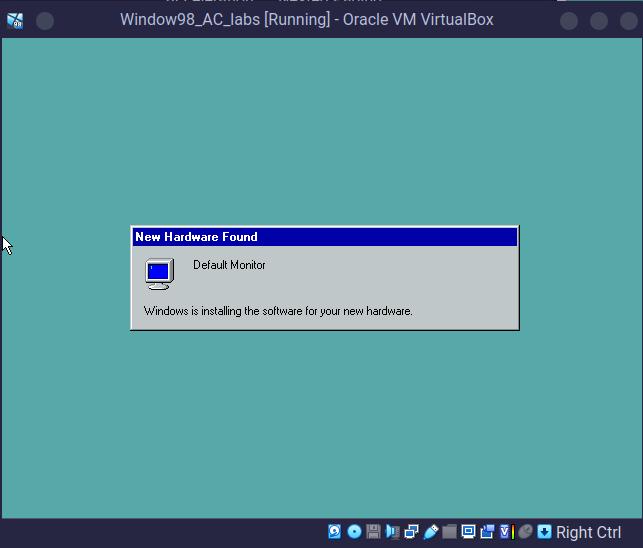 Window98_AC_labs [Running] - Oracle VM VirtualBox
New Hardware Found
Default Monitor
Windows is installing the software for your new hardware.
Right Ctrl